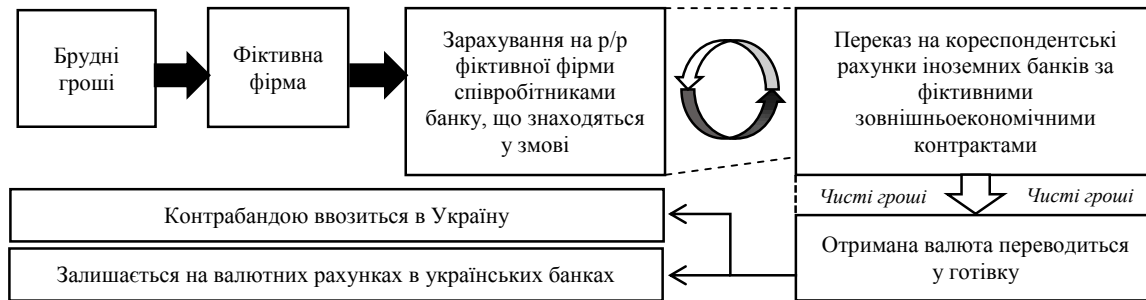 Брудні
гроші
Фіктивна
фірма
Зарахування на р/р
фіктивної фірми
співробітниками
банку, що знаходяться
у змові
Переказ на кореспондентські
рахунки іноземних банків за
фіктивними
зовнішньоекономічними
контрактами
Чисті гроші
Чисті гроші
Контрабандою ввозиться в Україну
Отримана валюта переводиться
у готівку
Залишається на валютних рахунках в українських банках